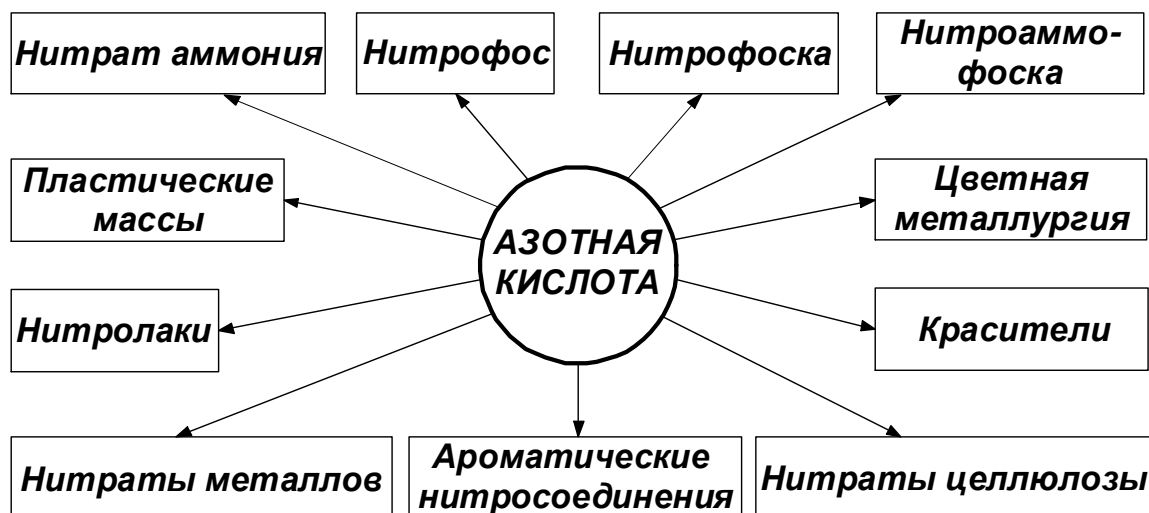 Нитрат аммония
Нитрофос
Нитрофоска
Нитроаммо-
фоска
Пластические
массы
Цветная
металлургия
АЗОТНАЯ
КИСЛОТА
Нитролаки
Красители
Нитраты металлов
Ароматические
нитросоединения
Нитраты целлюлозы